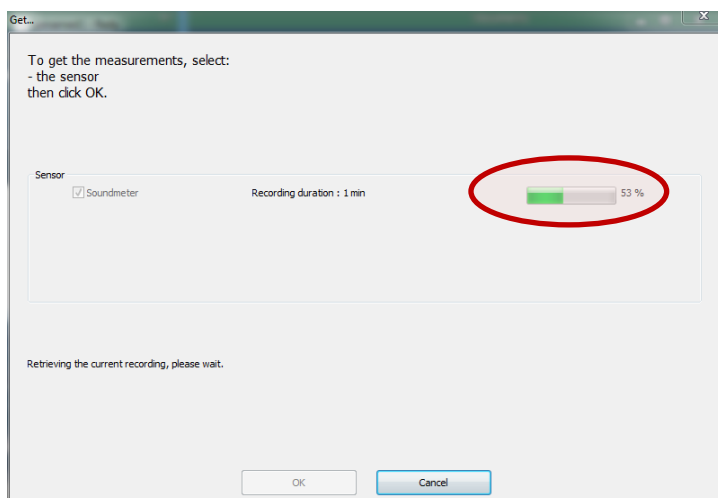 Get...
To get the measurements, select:
- the sensor
then click OK.
Sensor
Soundmeter Recording duration : 1 min 53 %
Retrieving the current recording, please wait.
OK Cancel